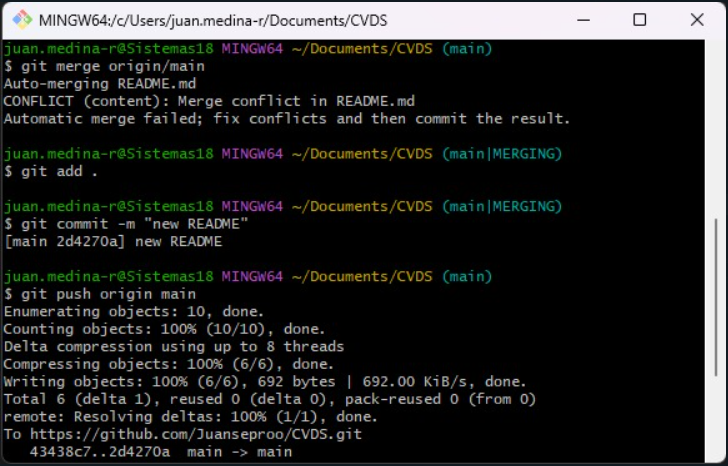 MINGW64:/c/Users/juan.medina-r/Documents/CVDS
juan.medina-r@Sistemas18 MINGW64 ~/Documents/CVDS (main)
$ git merge origin/main
Auto-merging README.md
CONFLICT (content): Merge conflict in README.md
Automatic merge failed; fix conflicts and then commit the result.
juan.medina-r@Sistemas18 MINGW64 ~/Documents/CVDS (main|MERGING)
$ git add .
juan.medina-r@Sistemas18 MINGW64 ~/Documents/CVDS (main|MERGING)
$ git commit -m "new README"
[main 2d4270a] new README
juan.medina-r@Sistemas18 MINGW64 ~/Documents/CVDS (main)
$ git push origin main
Enumerating objects: 10, done.
Counting objects: 100% (10/10), done.
Delta compression using up to 8 threads
Compressing objects: 100% (6/6), done.
Writing objects: 100% (6/6), 692 bytes | 692.00 KiB/s, done.
Total 6 (delta 1), reused 0 (delta 0), pack-reused 0 (from 0)
remote: Resolving deltas: 100% (1/1), done.
To https://github.com/Juanseproo/CVDS.git
43438c7..2d4270a main -> main